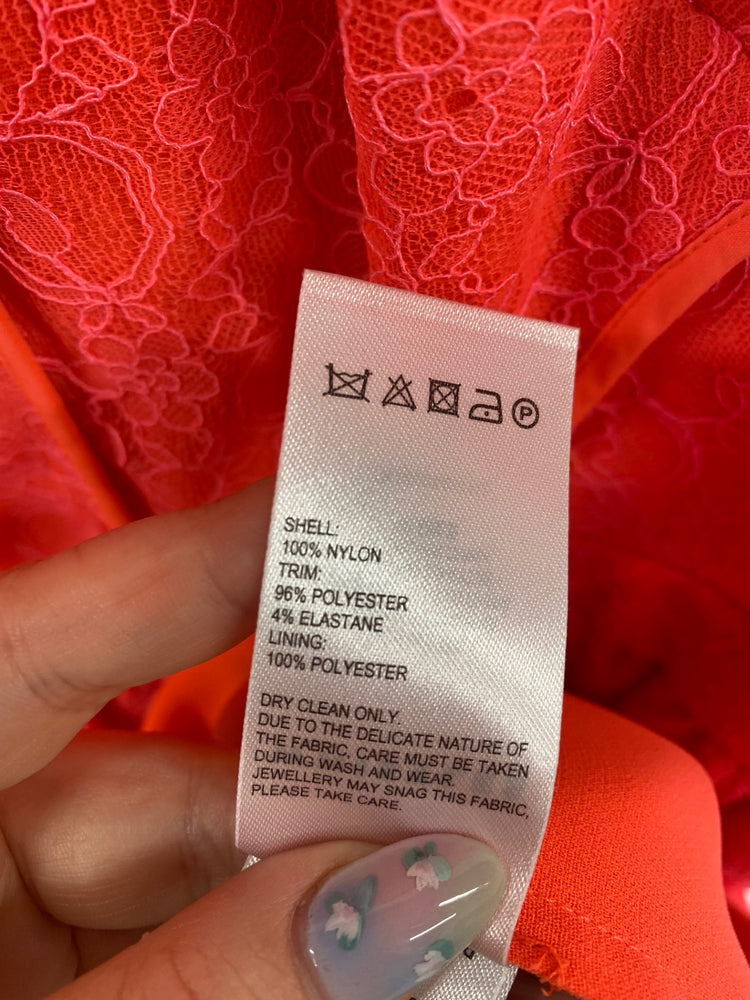 P
SHELL:
100% NYLON
TRIM:
96% POLYESTER
4% ELASTANE
LINING:
100% POLYESTER
DRY CLEAN ONLY.
DUE TO THE DELICATE NATURE OF
THE FABRIC, CARE MUST BE TAKEN
DURING WASH AND WEAR.
JEWELLERY MAY SNAG THIS FABRIC,
PLEASE TAKE CARE.